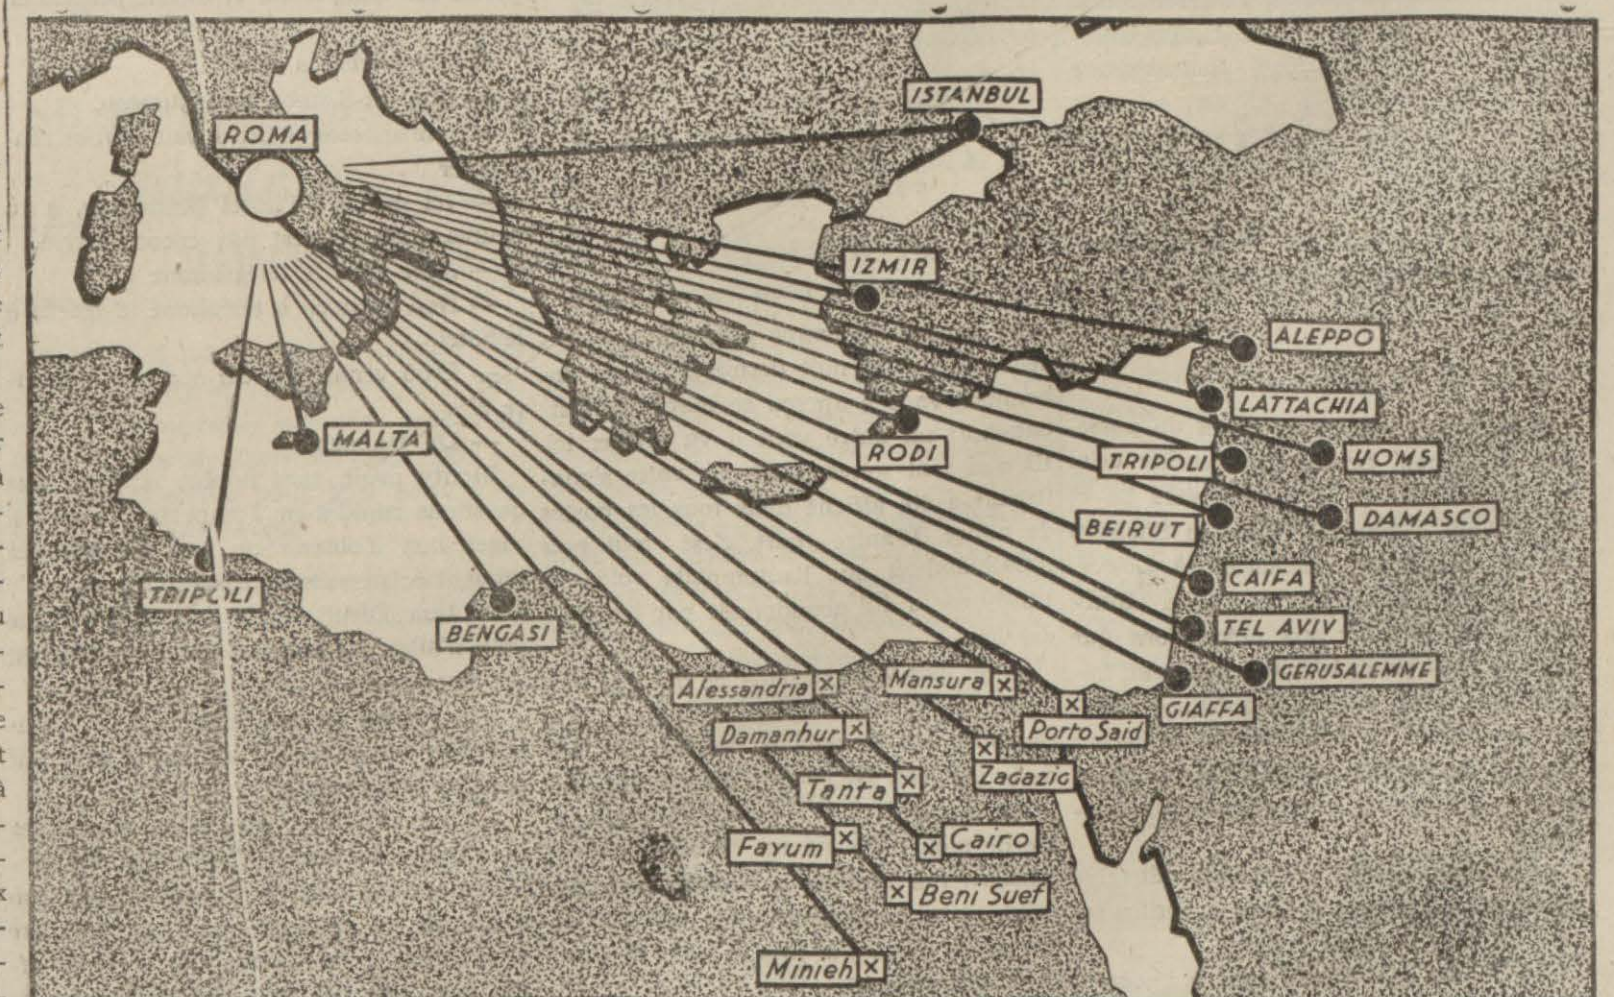 ISTANBUL
ROMA
IZMIR
ALEPPO
LATTACHIA
MALTA
RODI
TRIPOLI
HOMS
BEIRUT
DAMASCO
CAIFA
TRIPOLI
BENGASI
TEL AVIV
GERUSALEMME
Alessandria
Mansura
GIAFFA
Damanhur
Porto Said
Tanta
Zagazig
Fayum
Cairo
Beni Suef
Minieh